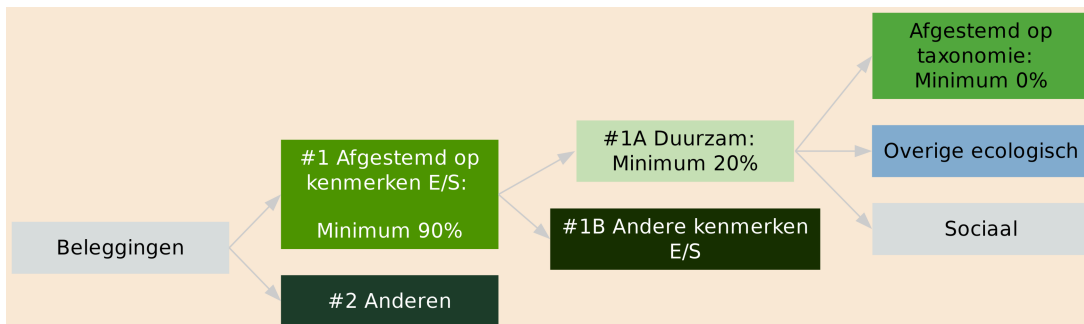 Beleggingen
#1 Afgestemd op
kenmerken E/S:
Minimum 90%
#2 Anderen
#1A Duurzaam:
Minimum 20%
#1B Andere kenmerken
E/S
Afgestemd op
taxonomie:
Minimum 0%
Overige ecologisch
Sociaal